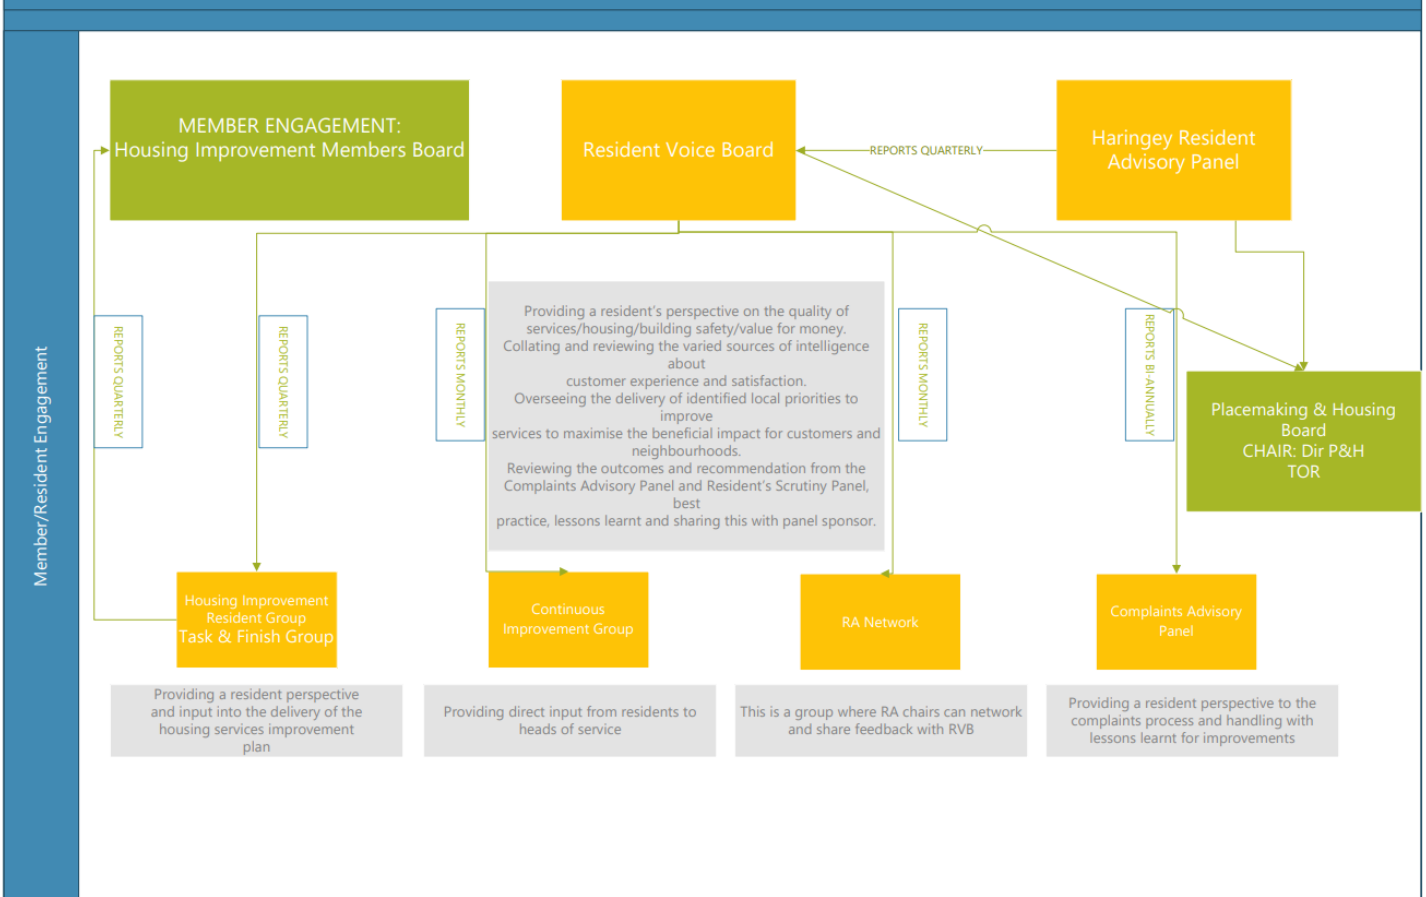 Member/Resident Engagement
MEMBER ENGAGEMENT:
Housing Improvement Members Board
Resident Voice Board
REPORTS QUARTERLY
Haringey Resident
Advisory Panel
REPORTS QUARTERLY
REPORTS QUARTERLY
REPORTS MONTHLY
Providing a resident's perspective on the quality of
services/housing/building safety/value for money.
Collating and reviewing the varied sources of intelligence
about
customer experience and satisfaction.
Overseeing the delivery of identified local priorities to
improve
services to maximise the beneficial impact for customers and
neighbourhoods.
Reviewing the outcomes and recommendation from the
Complaints Advisory Panel and Resident's Scrutiny Panel,
best
practice, lessons learnt and sharing this with panel sponsor.
REPORTS MONTHLY
REPORTS BI-ANNUALLY
Placemaking & Housing
Board
CHAIR: Dir P&H
TOR
Housing Improvement
Resident Group
Task & Finish Group
Continuous
Improvement Group
RA Network
Complaints Advisory
Panel
Providing a resident perspective
and input into the delivery of the
housing services improvement
plan
Providing direct input from residents to
heads of service
This is a group where RA chairs can network
and share feedback with RVB
Providing a resident perspective to the
complaints process and handling with
lessons learnt for improvements